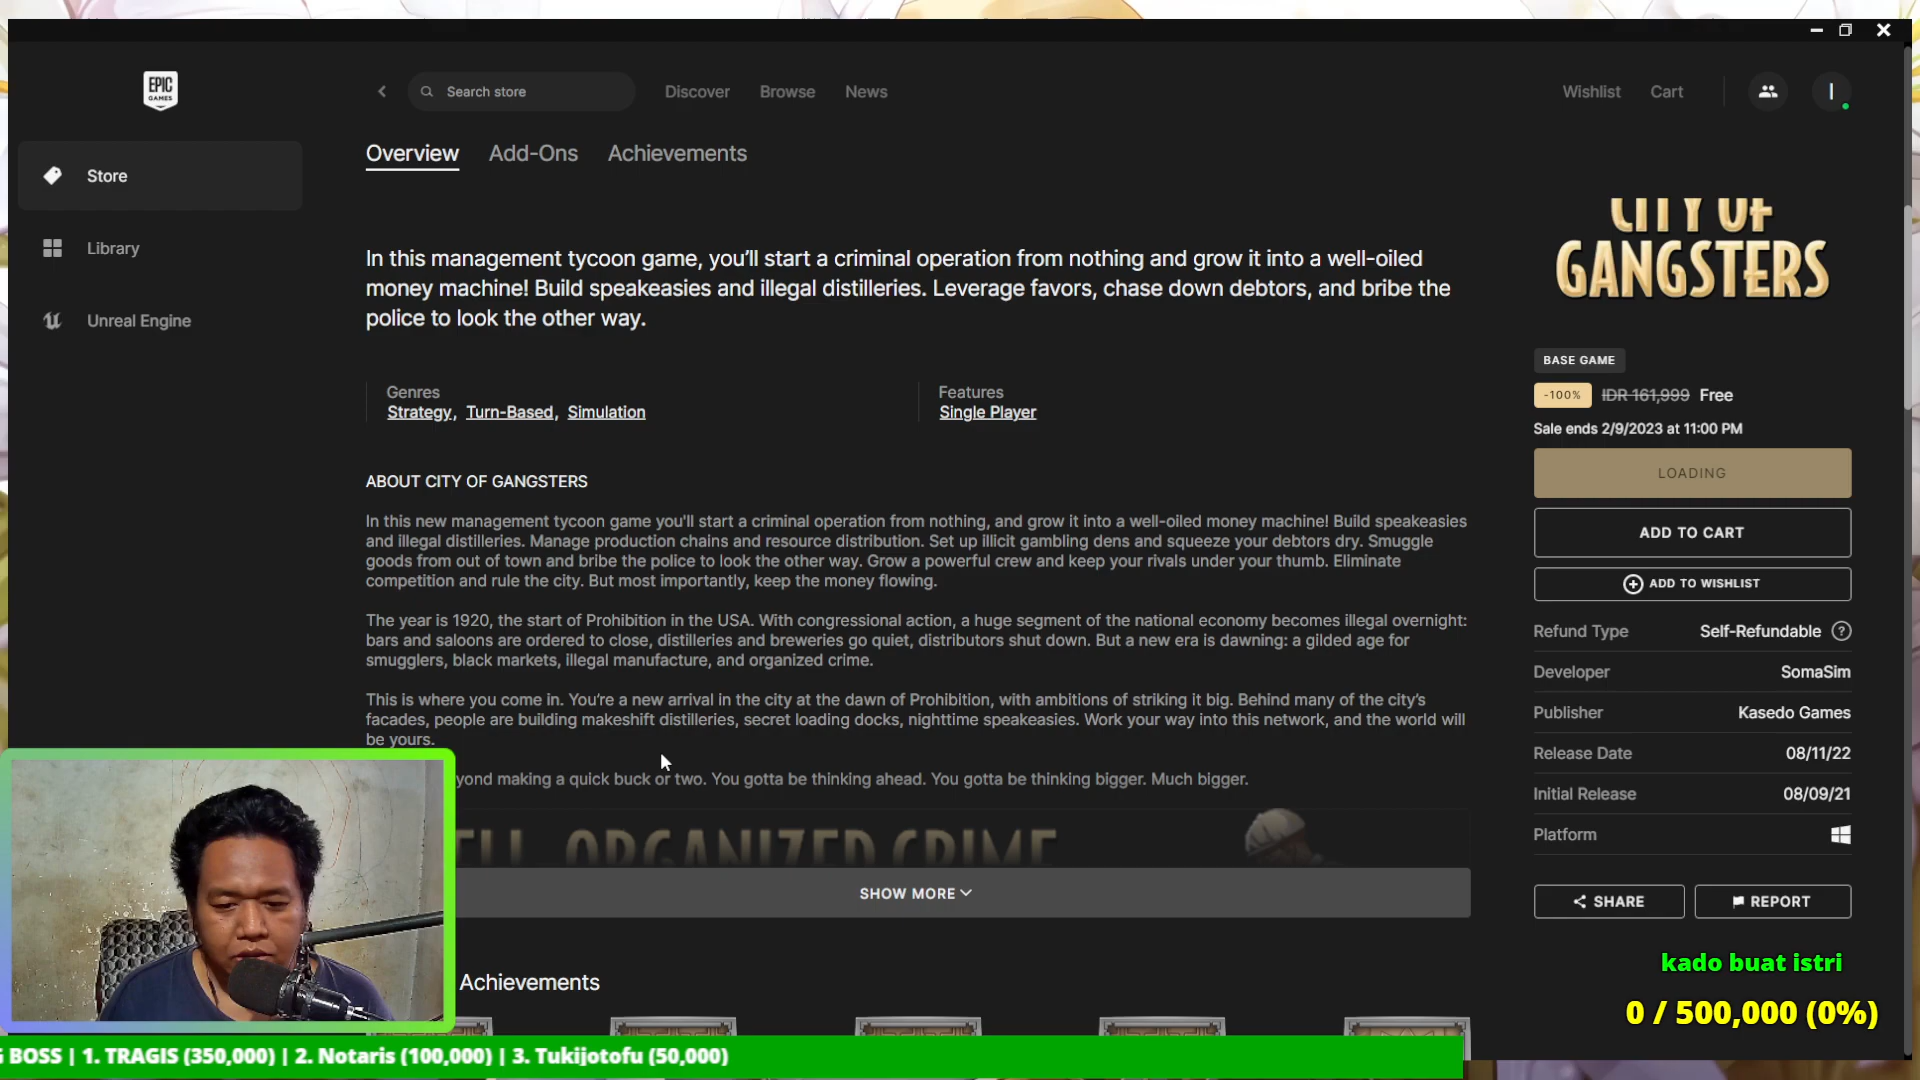 EPIC
GAMES
Search store
Discover
Browse
News
Wishlist
Cart
Store
Library
Unreal Engine
Overview
Add-Ons
Achievements
In this management tycoon game, you’ll start a criminal operation from nothing and grow it into a well-oiled
money machine! Build speakeasies and illegal distilleries. Leverage favors, chase down debtors, and bribe the
police to look the other way.
Genres
Strategy, Turn-Based, Simulation
Features
Single Player
ABOUT CITY OF GANGSTERS
In this new management tycoon game you'll start a criminal operation from nothing, and grow it into a well-oiled money machine! Build speakeasies
and illegal distilleries. Manage production chains and resource distribution. Set up illicit gambling dens and squeeze your debtors dry. Smuggle
goods from out of town and bribe the police to look the other way. Grow a powerful crew and keep your rivals under your thumb. Eliminate
competition and rule the city. But most importantly, keep the money flowing.
The year is 1920, the start of Prohibition in the USA. With congressional action, a huge segment of the national economy becomes illegal overnight:
bars and saloons are ordered to close, distilleries and breweries go quiet, distributors shut down. But a new era is dawning: a gilded age for
smugglers, black markets, illegal manufacture, and organized crime.
This is where you come in. You’re a new arrival in the city at the dawn of Prohibition, with ambitions of striking it big. Behind many of the city’s
facades, people are building makeshift distilleries, secret loading docks, nighttime speakeasies. Work your way into this network, and the world will
be yours.
yond making a quick buck or two. You gotta be thinking ahead. You gotta be thinking bigger. Much bigger.
ELL-ORGANIZED CRIME
SHOW MORE
Achievements
CITY OF
GANGSTERS
BASE GAME
-100% IDR 161,999 Free
Sale ends 2/9/2023 at 11:00 PM
LOADING
ADD TO CART
ADD TO WISHLIST
Refund Type Self-Refundable ?
Developer SomaSim
Publisher Kasedo Games
Release Date 08/11/22
Initial Release 08/09/21
Platform
SHARE
REPORT
kado buat istri
0 / 500,000 (0%)
G BOSS | 1. TRAGIS (350,000) | 2. Notaris (100,000) | 3. Tukijotofu (50,000)